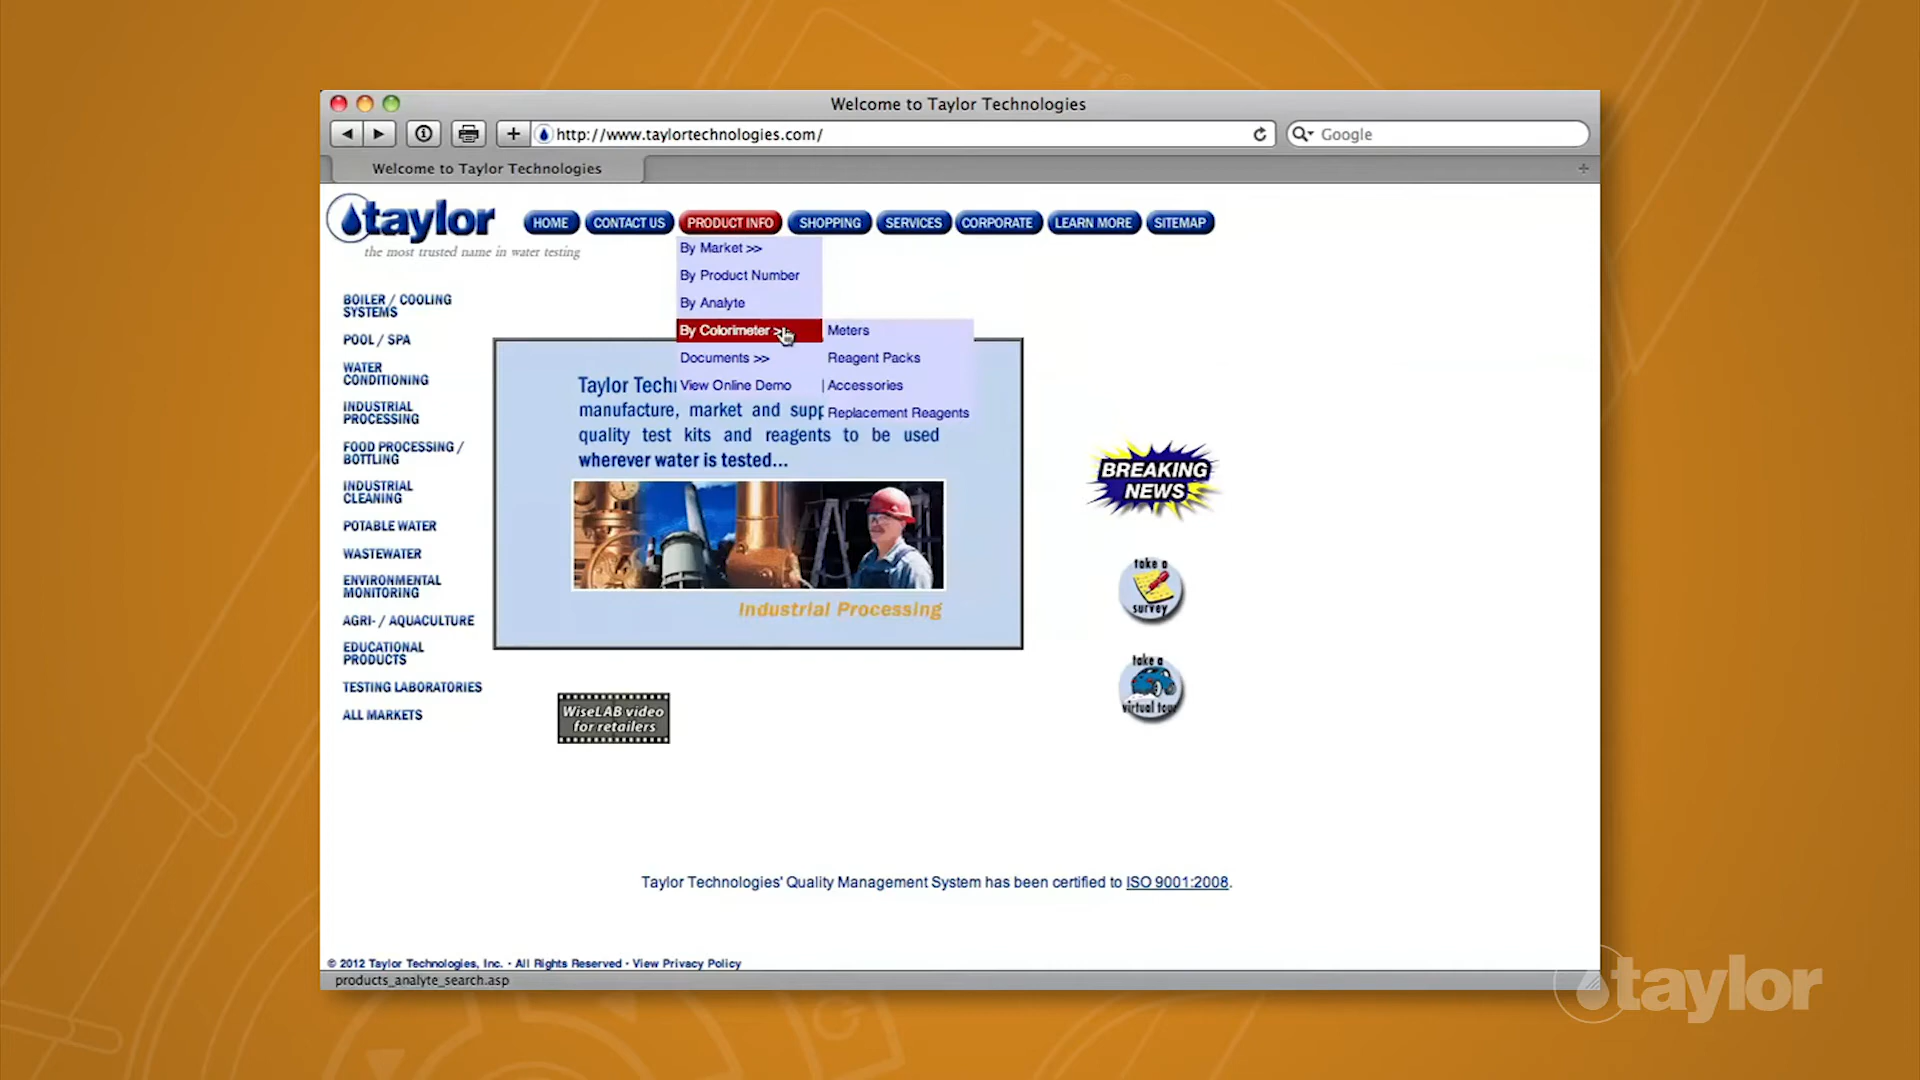 TTi
Welcome to Taylor Technologies
http://www.taylortechnologies.com/
Google
Welcome to Taylor Technologies
taylor
the most trusted name in water testing
HOME CONTACT US PRODUCT INFO SHOPPING SERVICES CORPORATE LEARN MORE SITEMAP
By Market >>
By Product Number
By Analyte
By Colorimeter >>
Documents >>
View Online Demo
Meters
Reagent Packs
Accessories
Replacement Reagents
BOILER / COOLING
SYSTEMS
POOL / SPA
WATER
CONDITIONING
INDUSTRIAL
PROCESSING
FOOD PROCESSING /
BOTTLING
INDUSTRIAL
CLEANING
POTABLE WATER
WASTEWATER
ENVIRONMENTAL
MONITORING
AGRI- / AQUACULTURE
EDUCATIONAL
PRODUCTS
TESTING LABORATORIES
ALL MARKETS
Taylor Tech
manufacture, market and supp
quality test kits and reagents to be used
wherever water is tested...
Industrial Processing
BREAKING
NEWS
take a
survey
take a
virtual tour
WiseLAB video
for retailers
Taylor Technologies' Quality Management System has been certified to ISO 9001:2008.
© 2012 Taylor Technologies, Inc. • All Rights Reserved • View Privacy Policy
products_analyte_search.asp
taylor